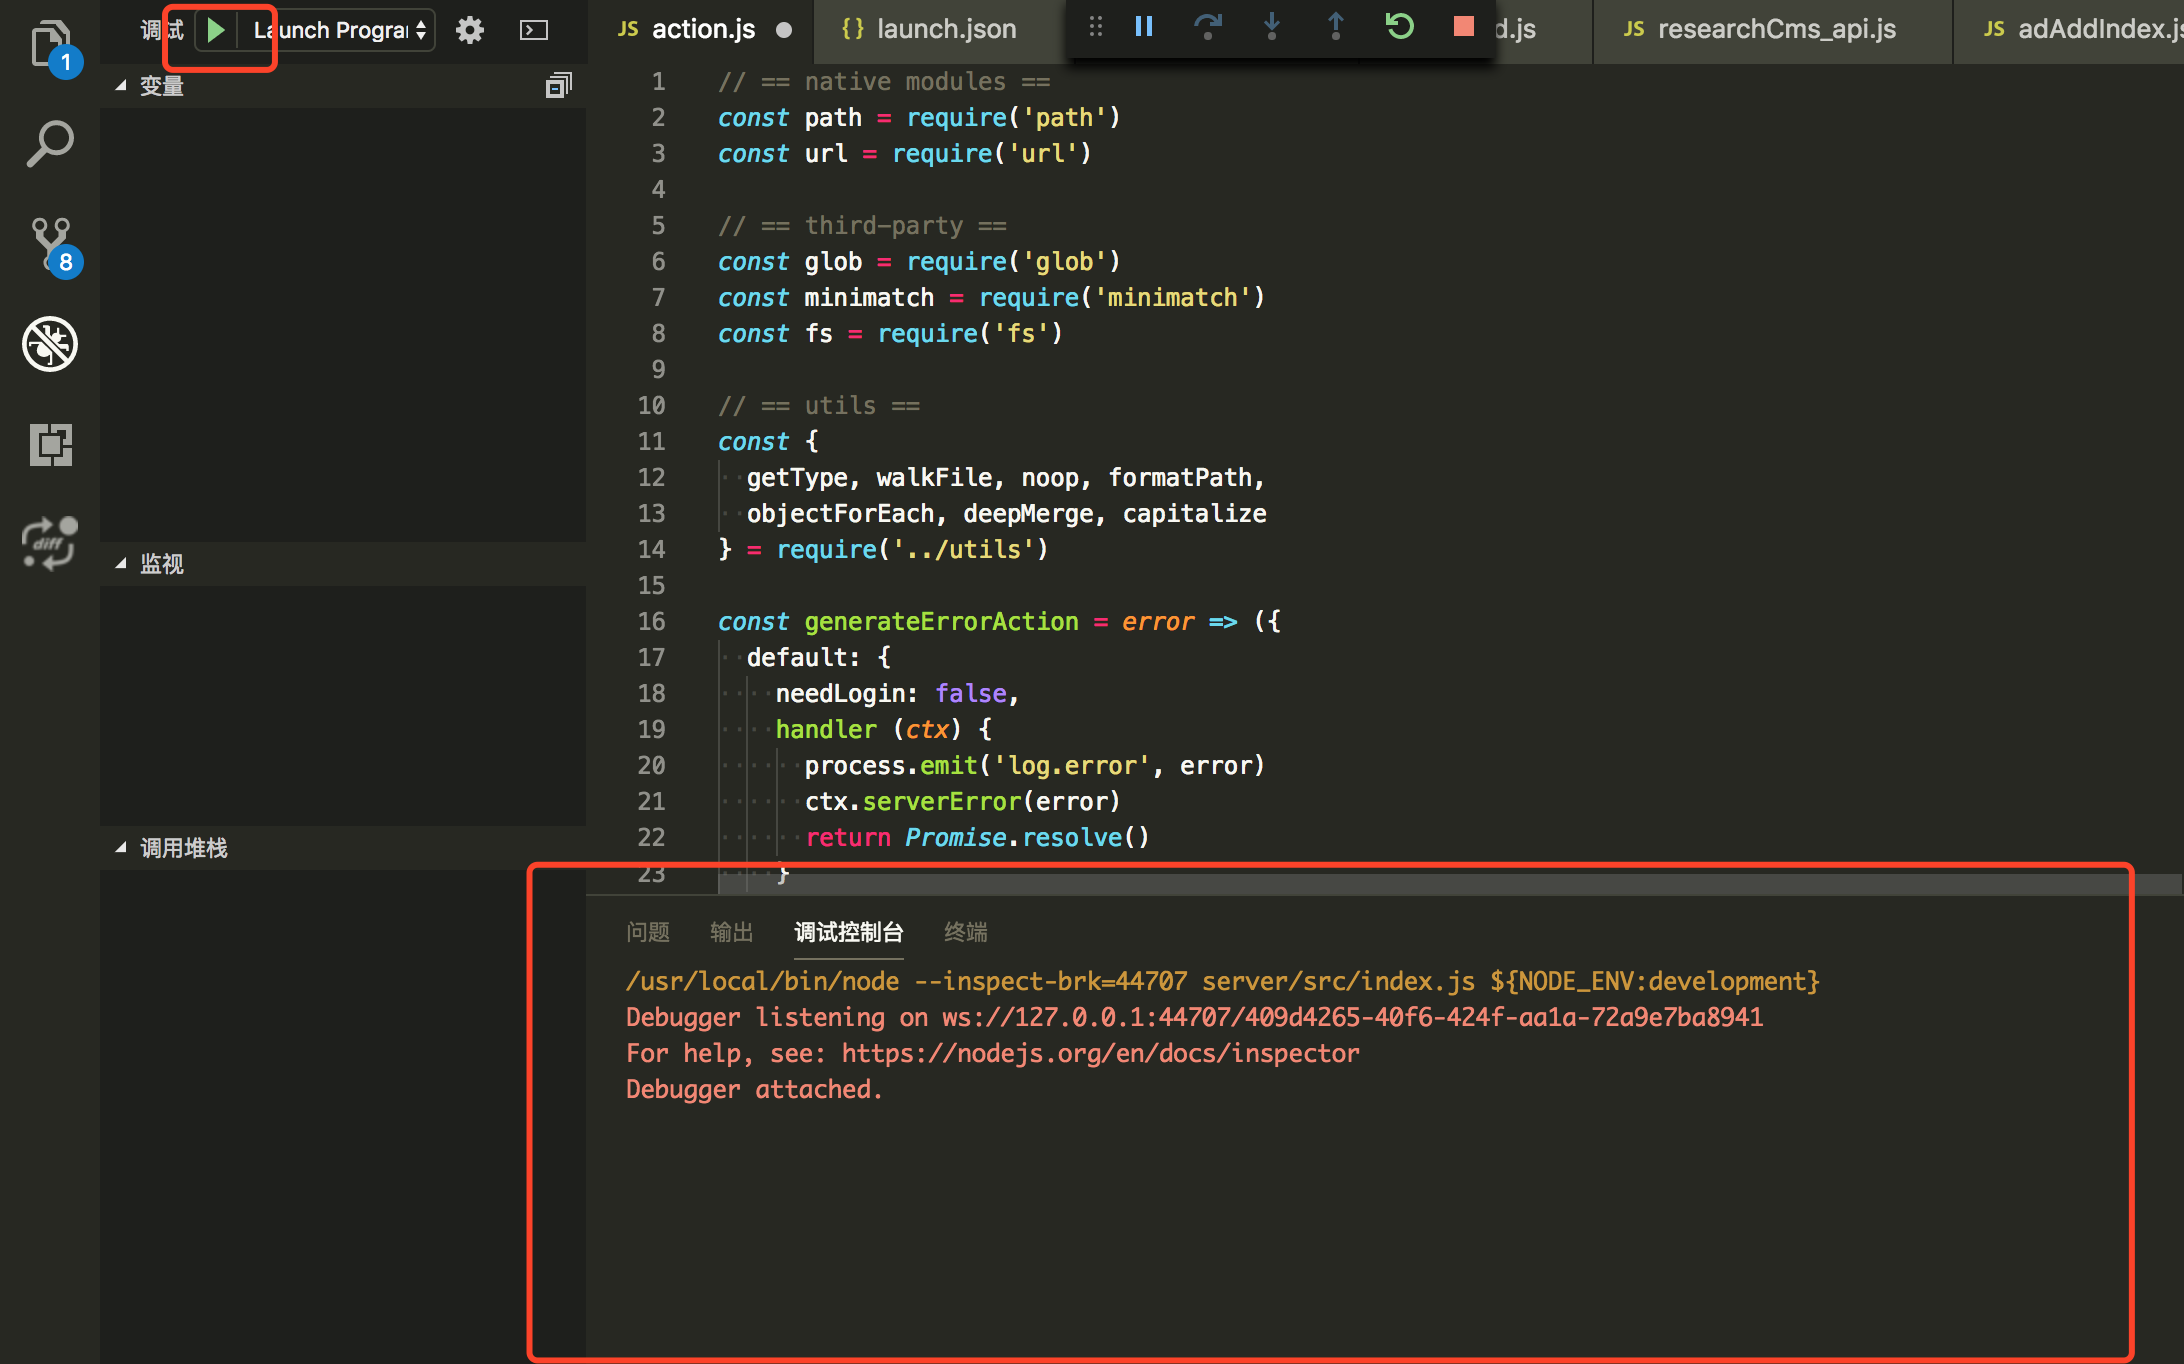 调试 Launch Progra
JS action.js
{} launch.json
d.js
JS researchCms_api.js
JS adAddIndex.js
1
8
diff
变量
监视
调用堆栈
1 // == native modules ==
2 const path = require('path')
3 const url = require('url')
4
5 // == third-party ==
6 const glob = require('glob')
7 const minimatch = require('minimatch')
8 const fs = require('fs')
9
10 // == utils ==
11 const {
12 getType, walkFile, noop, formatPath,
13 objectForEach, deepMerge, capitalize
14 } = require('../utils')
15
16 const generateErrorAction = error => ({
17 default: {
18 needLogin: false,
19 handler (ctx) {
20 process.emit('log.error', error)
21 ctx.serverError(error)
22 return Promise.resolve()
23 }
问题 输出 调试控制台 终端
/usr/local/bin/node --inspect-brk=44707 server/src/index.js ${NODE_ENV:development}
Debugger listening on ws://127.0.0.1:44707/409d4265-40f6-424f-aa1a-72a9e7ba8941
For help, see: https://nodejs.org/en/docs/inspector
Debugger attached.